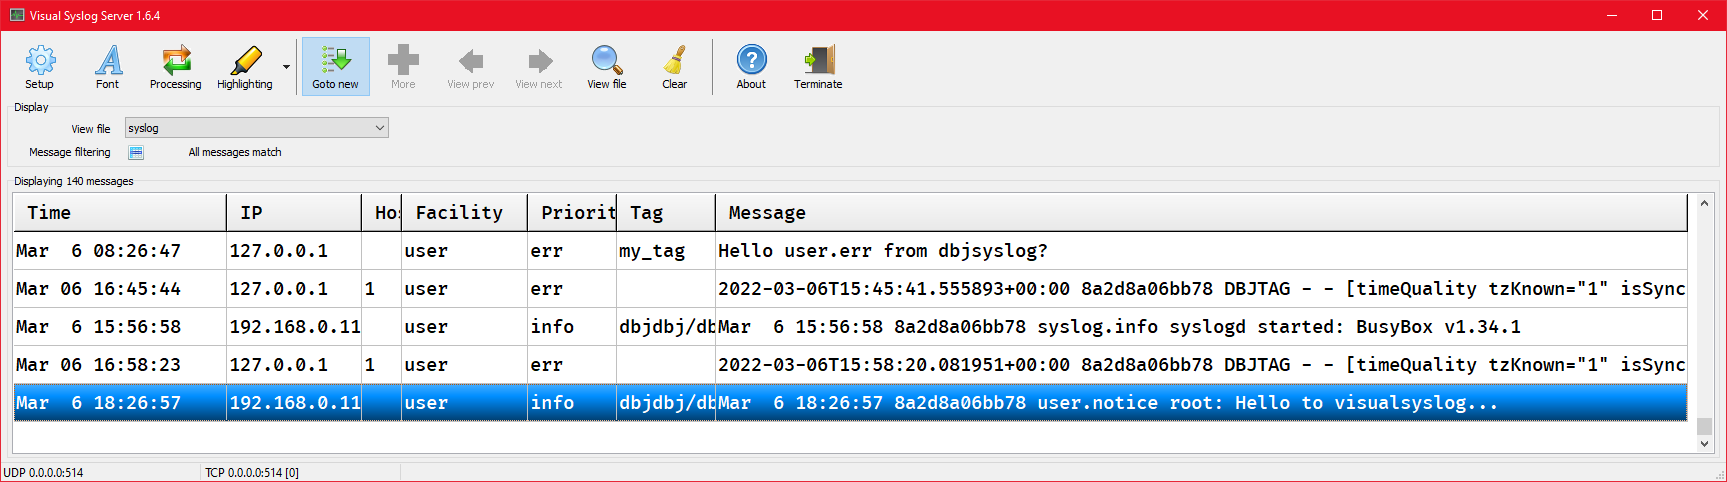 Visual Syslog Server 1.6.4
Setup Font Processing Highlighting Goto new More View prev View next View file Clear About Terminate
Display
View file syslog
Message filtering All messages match
Displaying 140 messages
Time IP Hos Facility Priorit Tag Message
Mar  6 08:26:47 127.0.0.1 user err my_tag Hello user.err from dbjsyslog?
Mar 06 16:45:44 127.0.0.1 1 user err 2022-03-06T15:45:41.555893+00:00 8a2d8a06bb78 DBJTAG - - [timeQuality tzKnown="1" isSync
Mar  6 15:56:58 192.168.0.11 user info dbjdbj/db Mar  6 15:56:58 8a2d8a06bb78 syslog.info syslogd started: BusyBox v1.34.1
Mar 06 16:58:23 127.0.0.1 1 user err 2022-03-06T15:58:20.081951+00:00 8a2d8a06bb78 DBJTAG - - [timeQuality tzKnown="1" isSync
Mar  6 18:26:57 192.168.0.11 user info dbjdbj/db Mar  6 18:26:57 8a2d8a06bb78 user.notice root: Hello to visualsyslog...
UDP 0.0.0.0:514 TCP 0.0.0.0:514 [0]